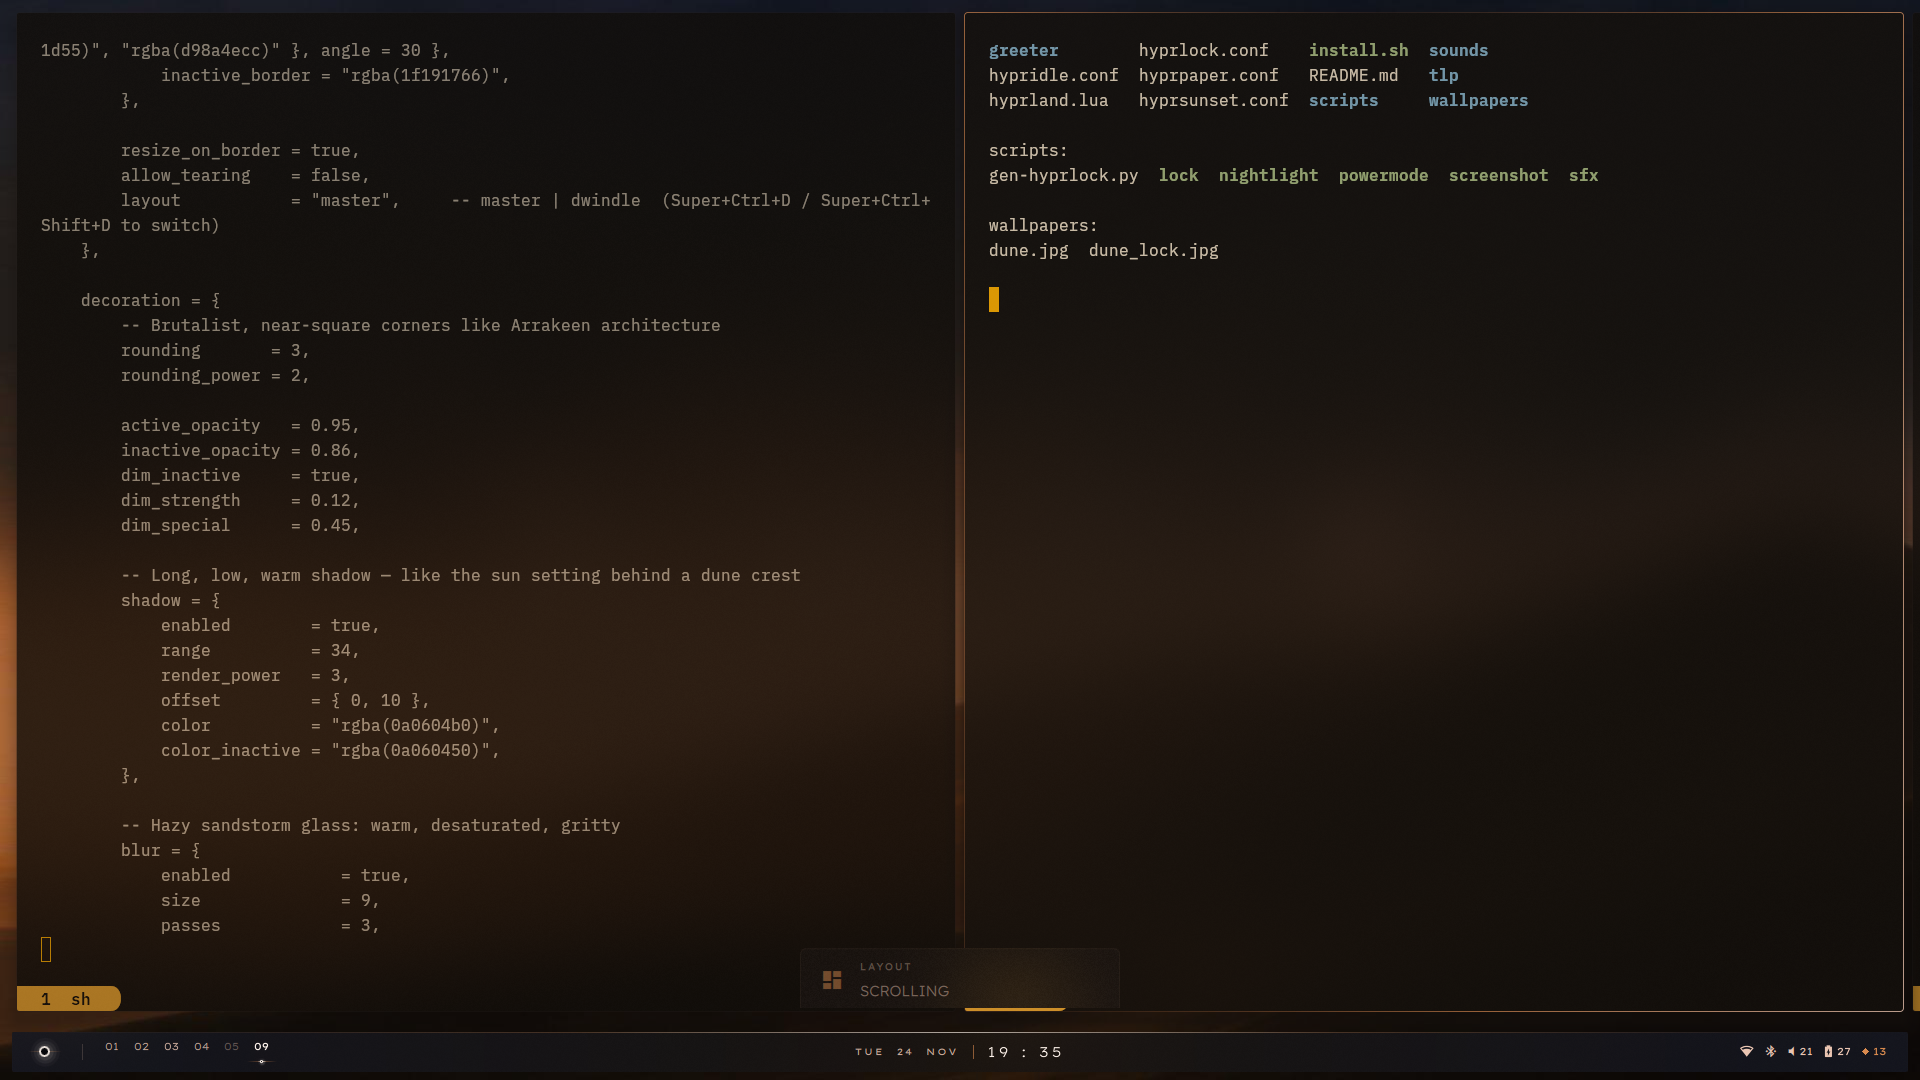 1d55)", "rgba(d98a4ecc)" }, angle = 30 },
inactive_border = "rgba(1f191766)",
},
resize_on_border = true,
allow_tearing = false,
layout = "master", -- master | dwindle (Super+Ctrl+D / Super+Ctrl+
Shift+D to switch)
},
decoration = {
-- Brutalist, near-square corners like Arrakeen architecture
rounding = 3,
rounding_power = 2,
active_opacity = 0.95,
inactive_opacity = 0.86,
dim_inactive = true,
dim_strength = 0.12,
dim_special = 0.45,
-- Long, low, warm shadow — like the sun setting behind a dune crest
shadow = {
enabled = true,
range = 34,
render_power = 3,
offset = { 0, 10 },
color = "rgba(0a0604b0)",
color_inactive = "rgba(0a060450)",
},
-- Hazy sandstorm glass: warm, desaturated, gritty
blur = {
enabled = true,
size = 9,
passes = 3,
1 sh
greeter hyprlock.conf install.sh sounds
hypridle.conf hyprpaper.conf README.md tlp
hyprland.lua hyprsunset.conf scripts wallpapers
scripts:
gen-hyprlock.py lock nightlight powermode screenshot sfx
wallpapers:
dune.jpg dune_lock.jpg
LAYOUT
SCROLLING
01 02 03 04 05 09
TUE 24 NOV 19 : 35
21 27 13